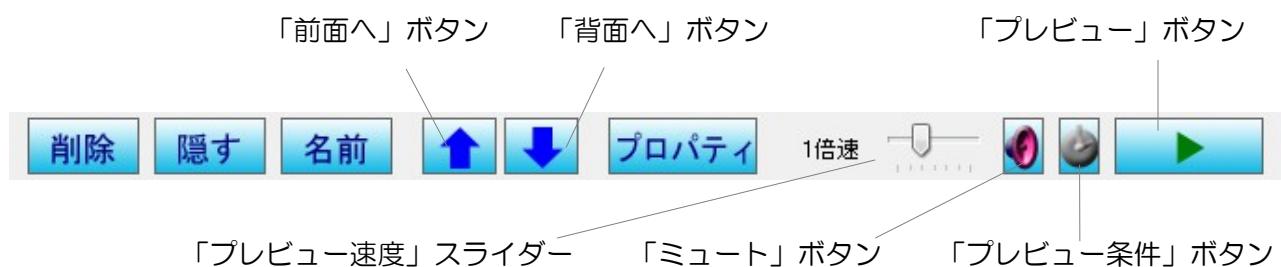 「前面へ」ボタン 「背面へ」ボタン 「プレビュー」ボタン
削除 隠す 名前 プロパティ 1倍速
「プレビュー速度」スライダー 「ミュート」ボタン 「プレビュー条件」ボタン